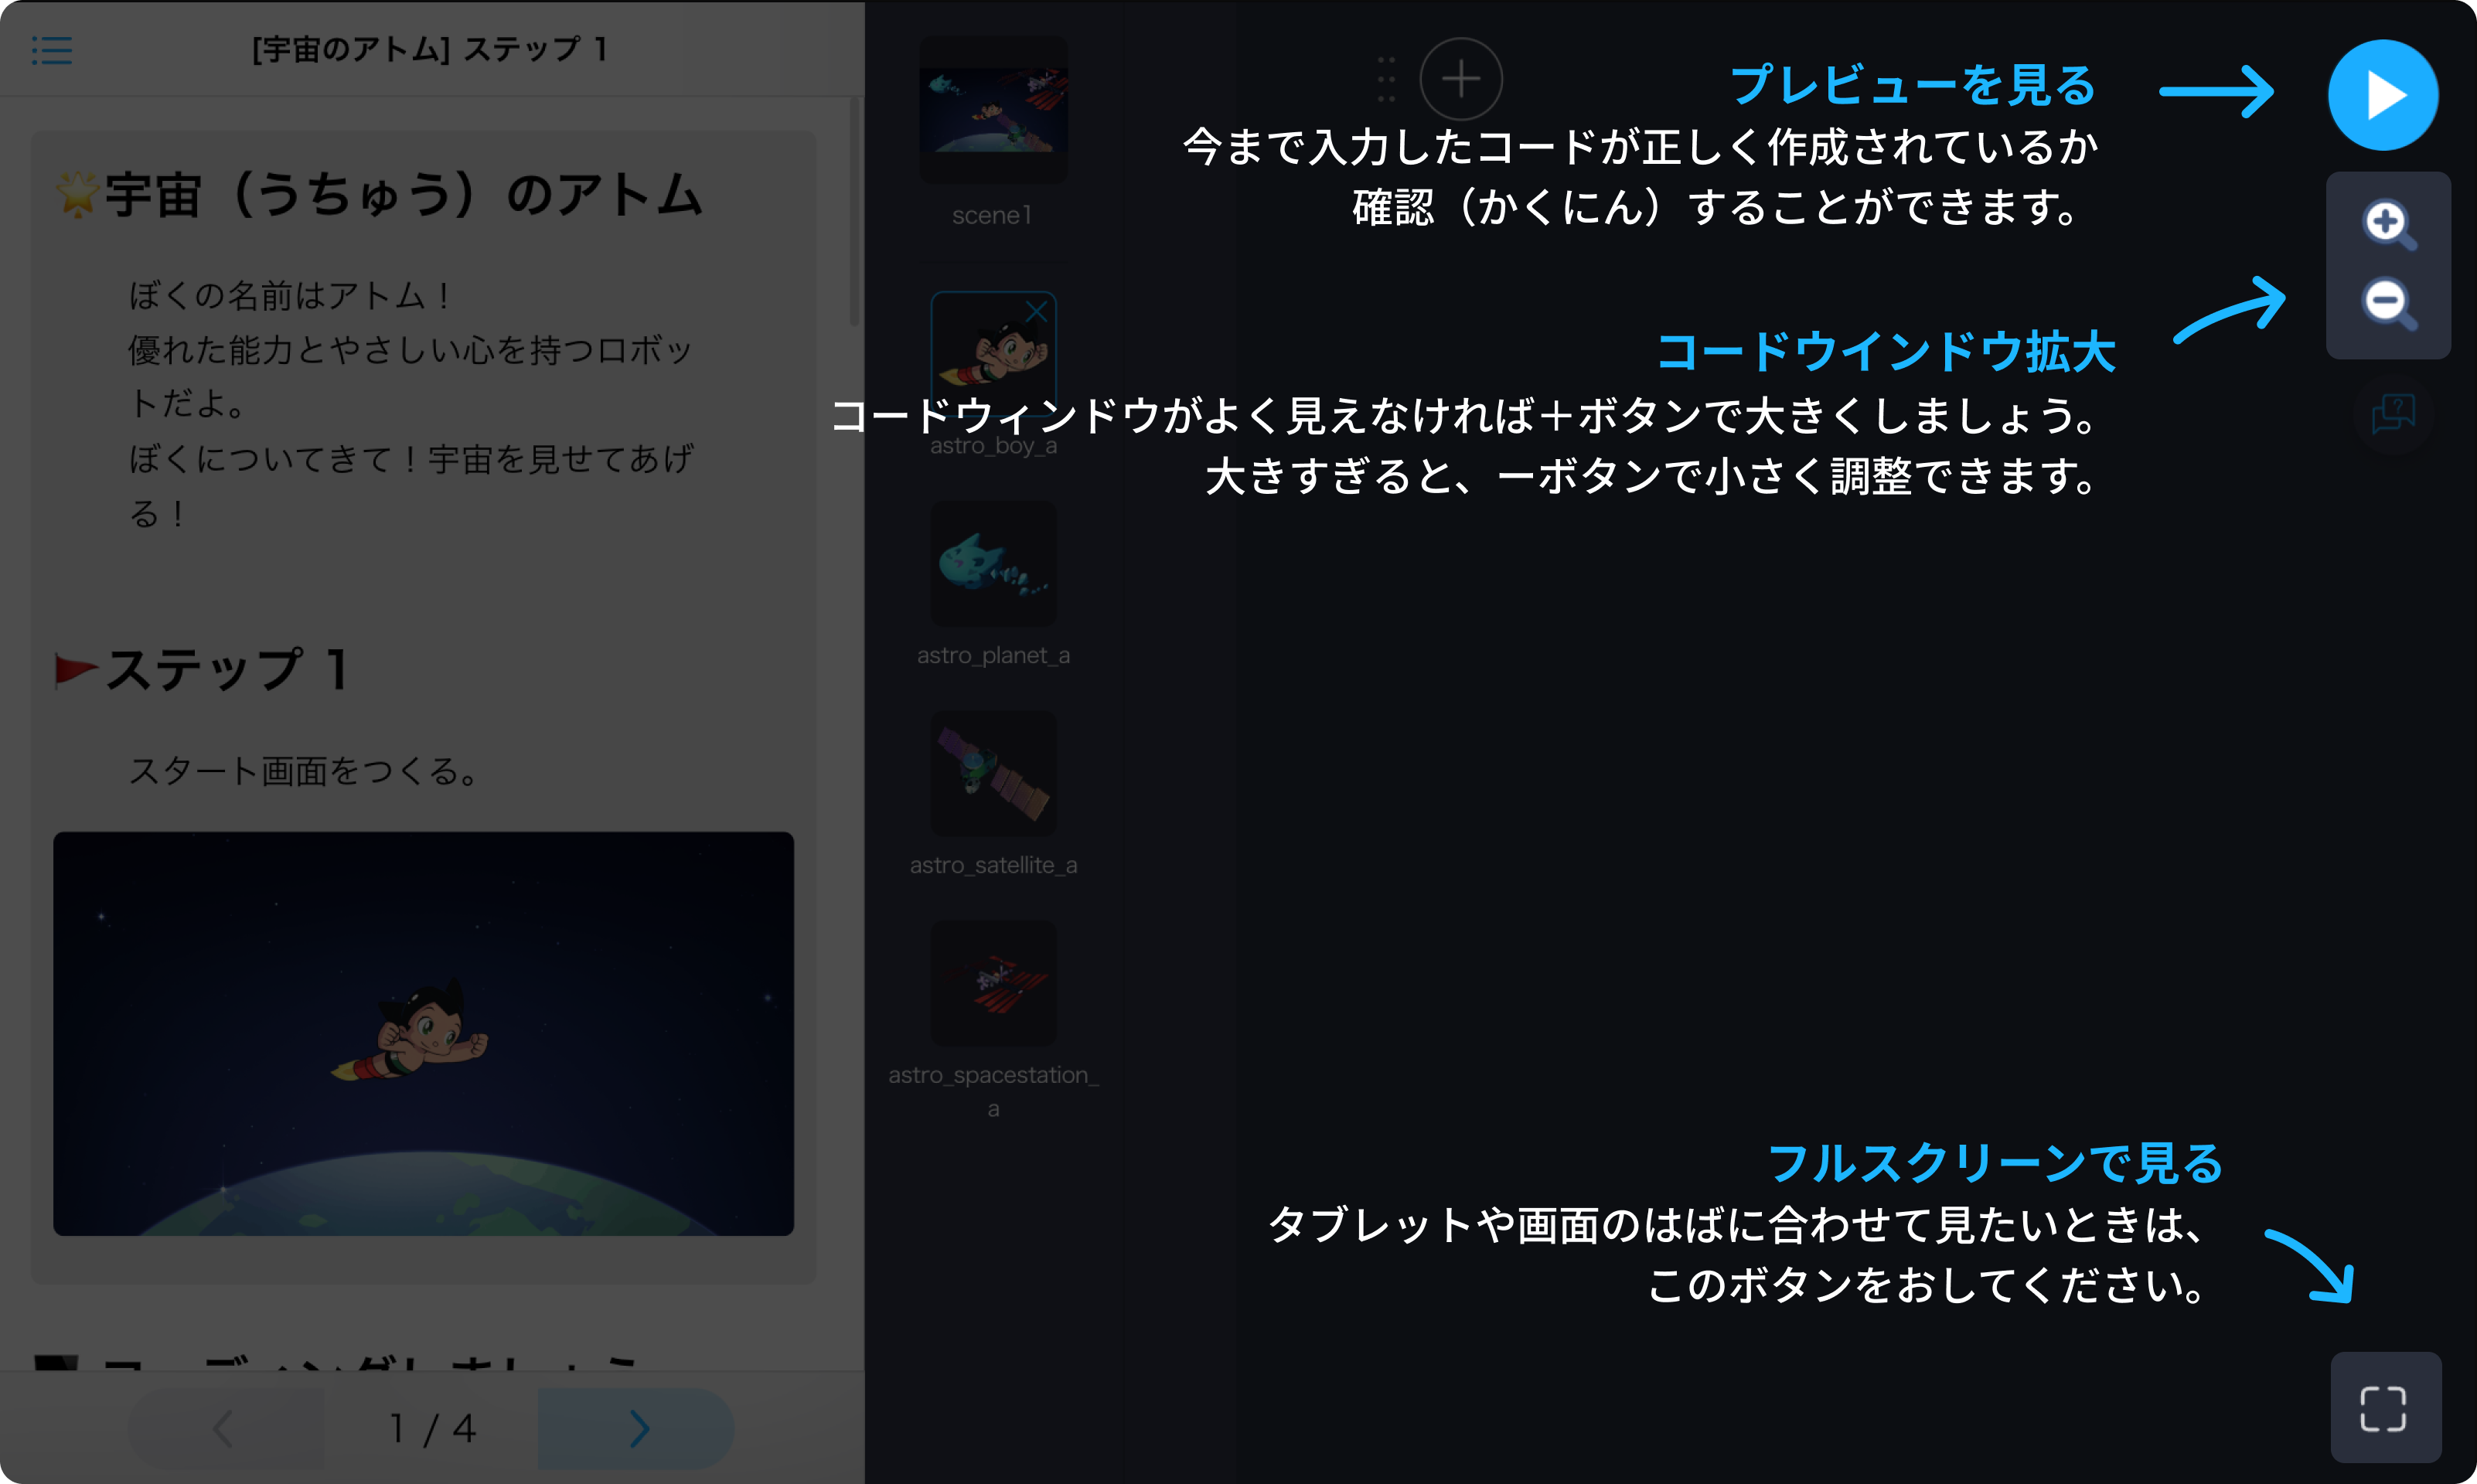 [宇宙のアトム] ステップ 1
🌟宇宙（うちゅう）のアトム
ぼくの名前はアトム！
優れた能力とやさしい心を持つロボッ
トだよ。
ぼくについてきて！宇宙を見せてあげ
る！
🚩ステップ 1
スタート画面をつくる。
コーディングしましょう
1 / 4
scene1
astro_boy_a
astro_planet_a
astro_satellite_a
astro_spacestation_
a
プレビューを見る
今まで入力したコードが正しく作成されているか
確認（かくにん）することができます。
コードウインドウ拡大
コードウィンドウがよく見えなければ＋ボタンで大きくしましょう。
大きすぎると、ーボタンで小さく調整できます。
フルスクリーンで見る
タブレットや画面のはばに合わせて見たいときは、
このボタンをおしてください。